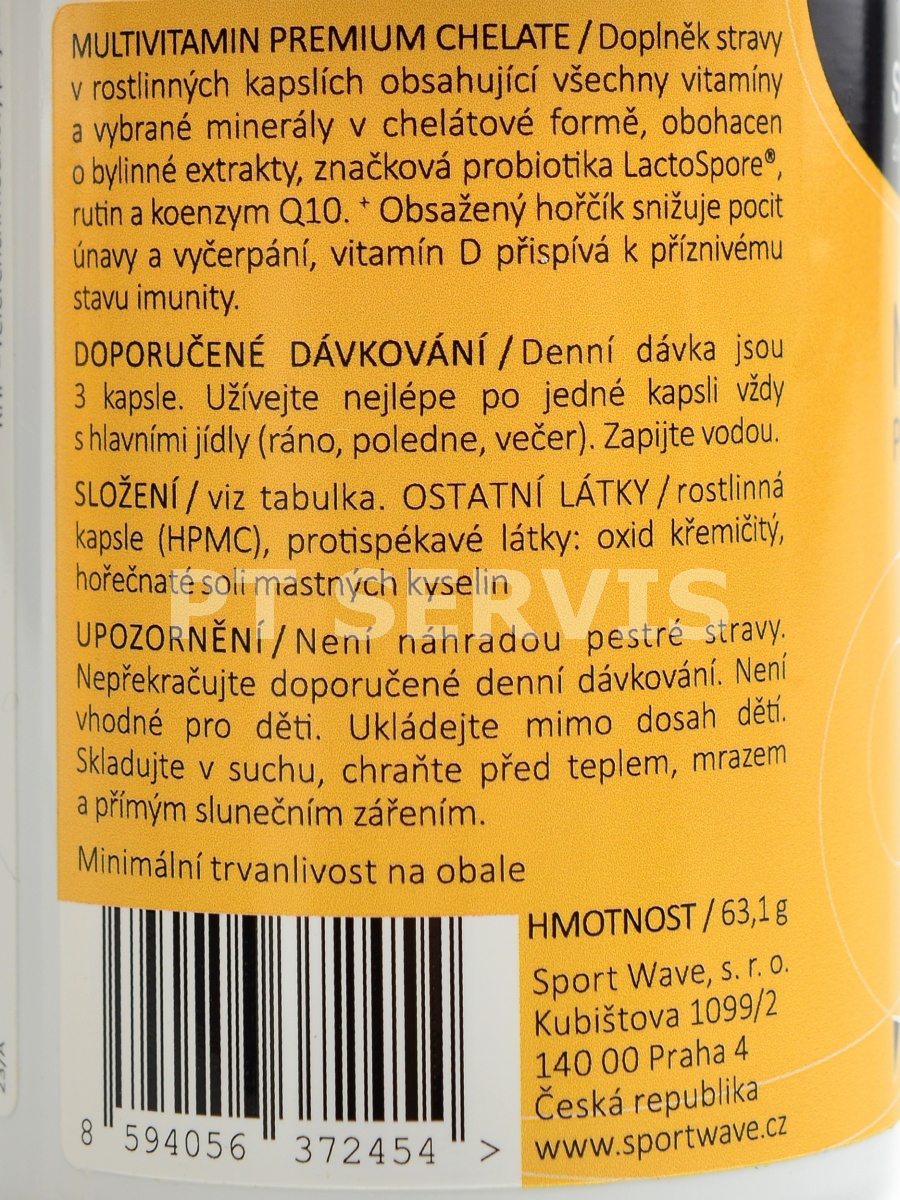 MULTIVITAMIN PREMIUM CHELATE / Doplněk stravy
v rostlinných kapslích obsahující všechny vitamíny
a vybrané minerály v chelátové formě, obohacen
o bylinné extrakty, značková probiotika LactoSpore®,
rutin a koenzym Q10. + Obsažený hořčík snižuje pocit
únavy a vyčerpání, vitamín D přispívá k příznivému
stavu imunity.
DOPORUČENÉ DÁVKOVÁNÍ / Denní dávka jsou
3 kapsle. Užívejte nejlépe po jedné kapsli vždy
s hlavními jídly (ráno, poledne, večer). Zapijte vodou.
SLOŽENÍ / viz tabulka. OSTATNÍ LÁTKY / rostlinná
kapsle (HPMC), protispékavé látky: oxid křemičitý,
hořečnaté soli mastných kyselin
PT SERVIS
UPOZORNĚNÍ / Není náhradou pestré stravy.
Nepřekračujte doporučené denní dávkování. Není
vhodné pro děti. Ukládejte mimo dosah dětí.
Skladujte v suchu, chraňte před teplem, mrazem
a přímým slunečním zářením.
Minimální trvanlivost na obale
HMOTNOST / 63,1 g
Sport Wave, s. r. o.
Kubištova 1099/2
140 00 Praha 4
Česká republika
www.sportwave.cz
8 594056 372454 >